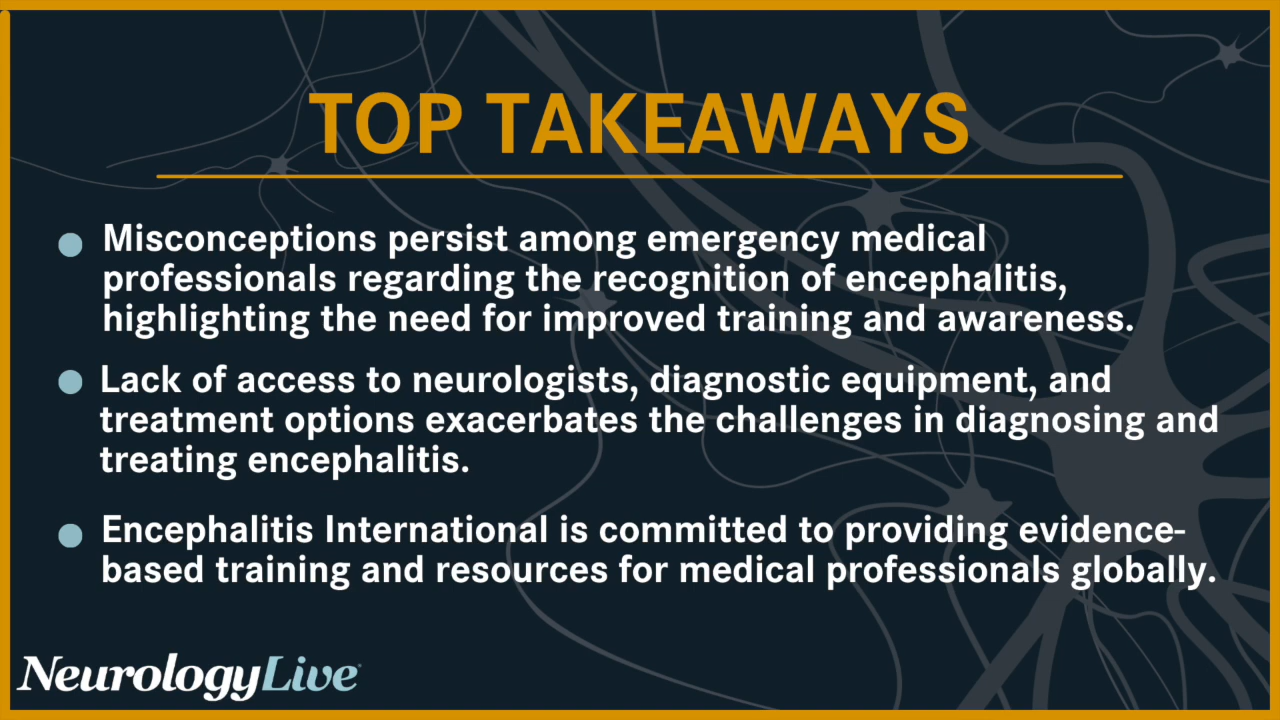 TOP TAKEAWAYS
Misconceptions persist among emergency medical
professionals regarding the recognition of encephalitis,
highlighting the need for improved training and awareness.
Lack of access to neurologists, diagnostic equipment, and
treatment options exacerbates the challenges in diagnosing and
treating encephalitis.
Encephalitis International is committed to providing evidence-
based training and resources for medical professionals globally.
NeurologyLive